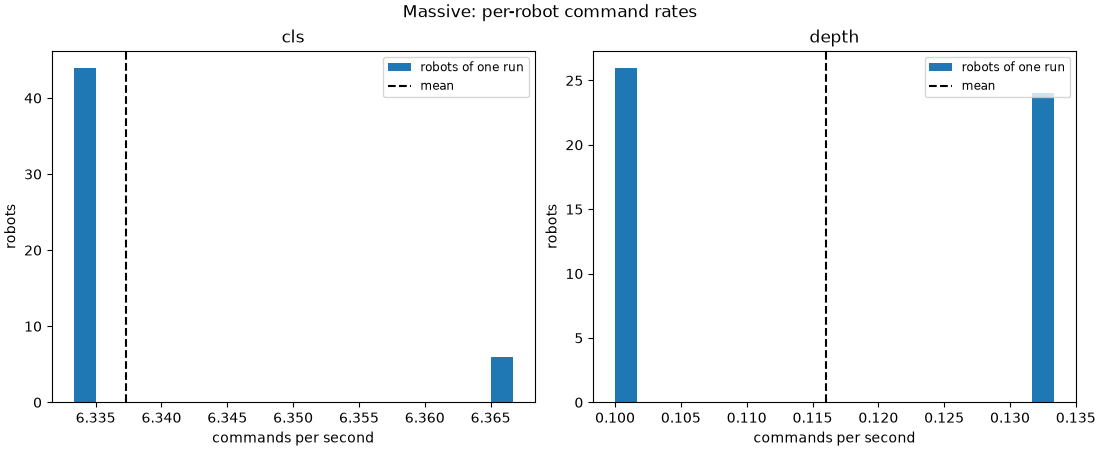 Massive: per-robot command rates
cls
robots of one run
mean
40
30
20
10
0
robots
6.335 6.340 6.345 6.350 6.355 6.360 6.365
commands per second
depth
robots of one run
mean
25
20
15
10
5
0
robots
0.100 0.105 0.110 0.115 0.120 0.125 0.130 0.135
commands per second